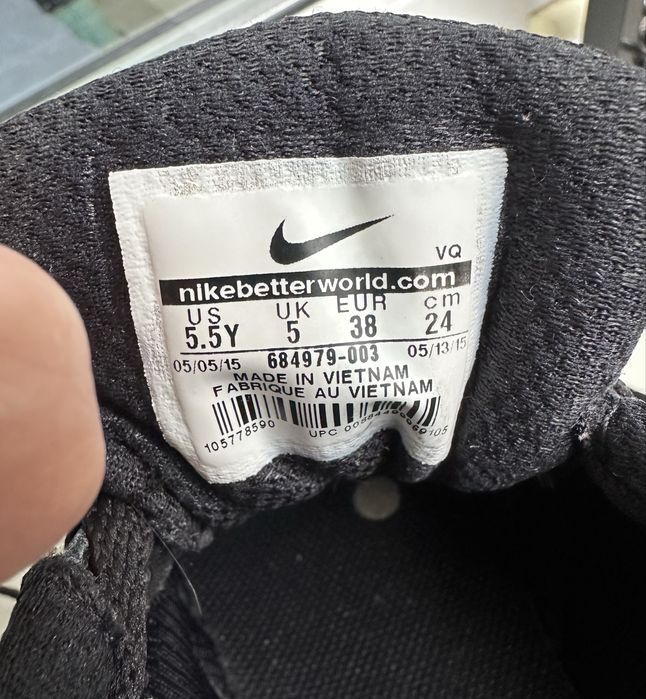 VQ
nikebetterworld.com
US UK EUR cm
5.5Y 5 38 24
05/05/15 684979-003 05/13/15
MADE IN VIETNAM
FABRIQUE AU VIETNAM
105778590 UPC